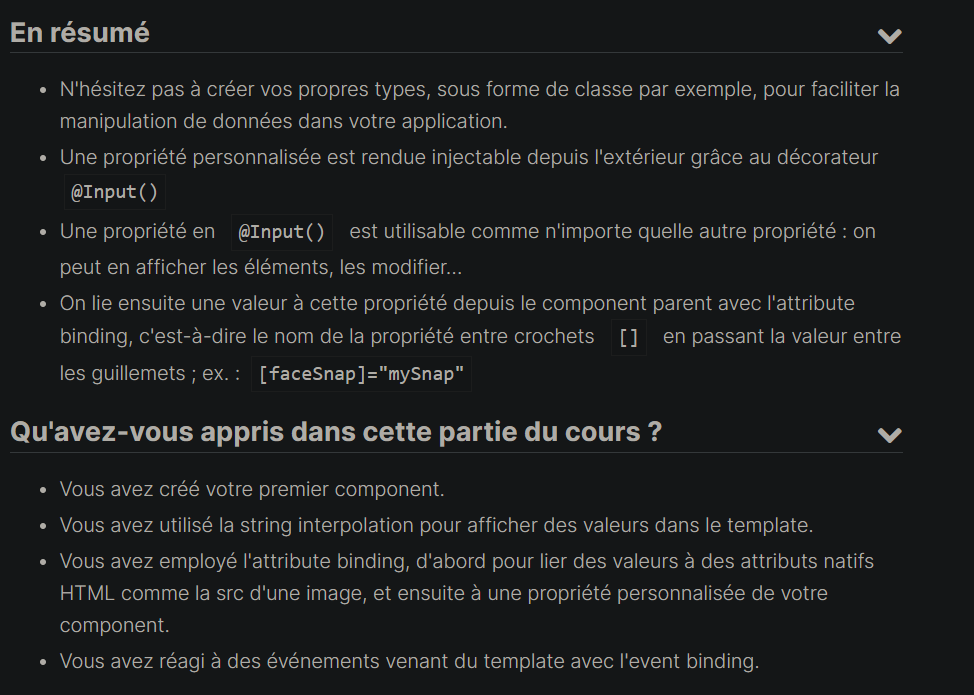 En résumé
N'hésitez pas à créer vos propres types, sous forme de classe par exemple, pour faciliter la
manipulation de données dans votre application.
Une propriété personnalisée est rendue injectable depuis l'extérieur grâce au décorateur
@Input()
Une propriété en @Input() est utilisable comme n'importe quelle autre propriété : on
peut en afficher les éléments, les modifier...
On lie ensuite une valeur à cette propriété depuis le component parent avec l'attribute
binding, c'est-à-dire le nom de la propriété entre crochets [] en passant la valeur entre
les guillemets ; ex. : [faceSnap]="mySnap"
Qu'avez-vous appris dans cette partie du cours ?
Vous avez créé votre premier component.
Vous avez utilisé la string interpolation pour afficher des valeurs dans le template.
Vous avez employé l'attribute binding, d'abord pour lier des valeurs à des attributs natifs
HTML comme la src d'une image, et ensuite à une propriété personnalisée de votre
component.
Vous avez réagi à des événements venant du template avec l'event binding.